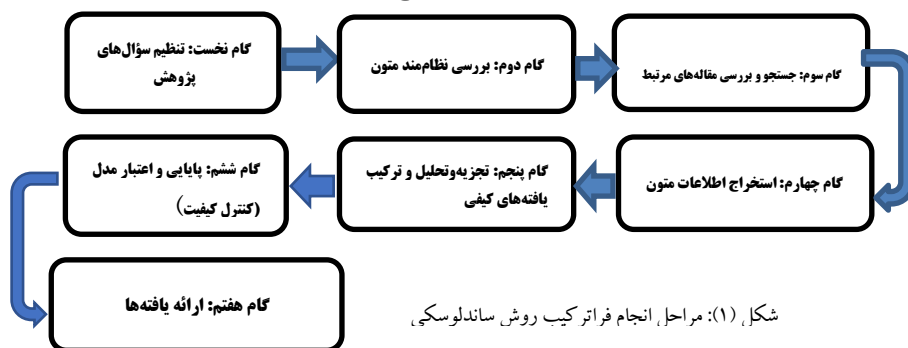 گام نخست: تنظیم سؤال‌های
پژوهش
گام دوم: بررسی نظام‌مند متون
گام سوم: جستجو و بررسی مقاله‌های مرتبط
گام چهارم: استخراج اطلاعات متون
گام پنجم: تجزیه‌وتحلیل و ترکیب
یافته‌های کیفی
گام ششم: پایایی و اعتبار مدل
(کنترل کیفیت)
گام هفتم: ارائه یافته‌ها
شکل (۱): مراحل انجام فراترکیب روش ساندلوسکی